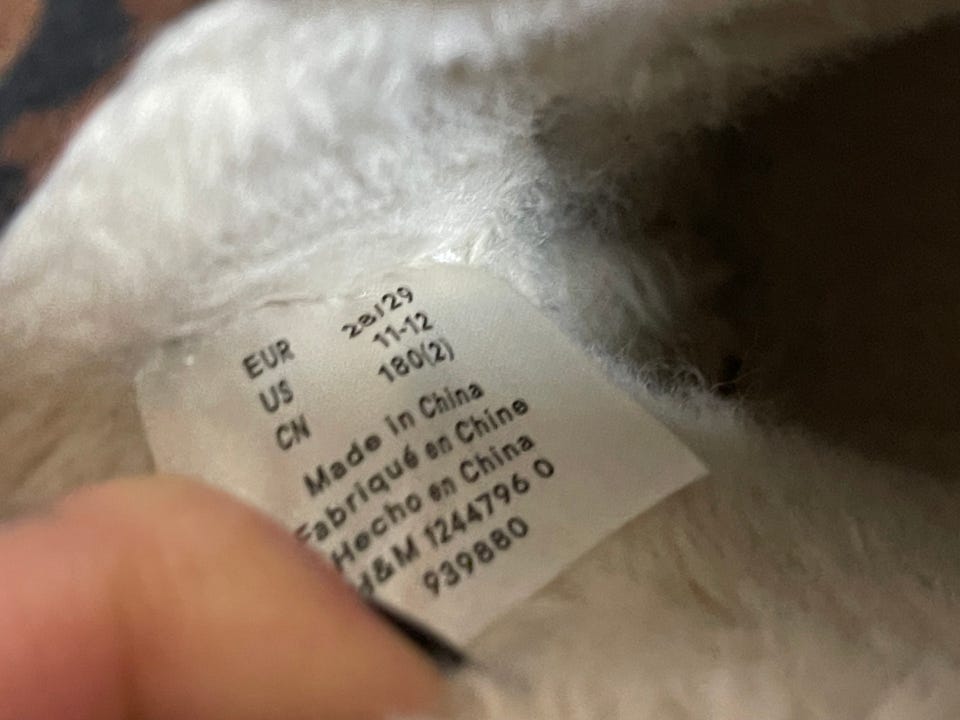 EUR 28/29
US 11-12
CN 180(2)
Made in China
Fabriqué en Chine
Hecho en China
H&M 1244796 0
939880